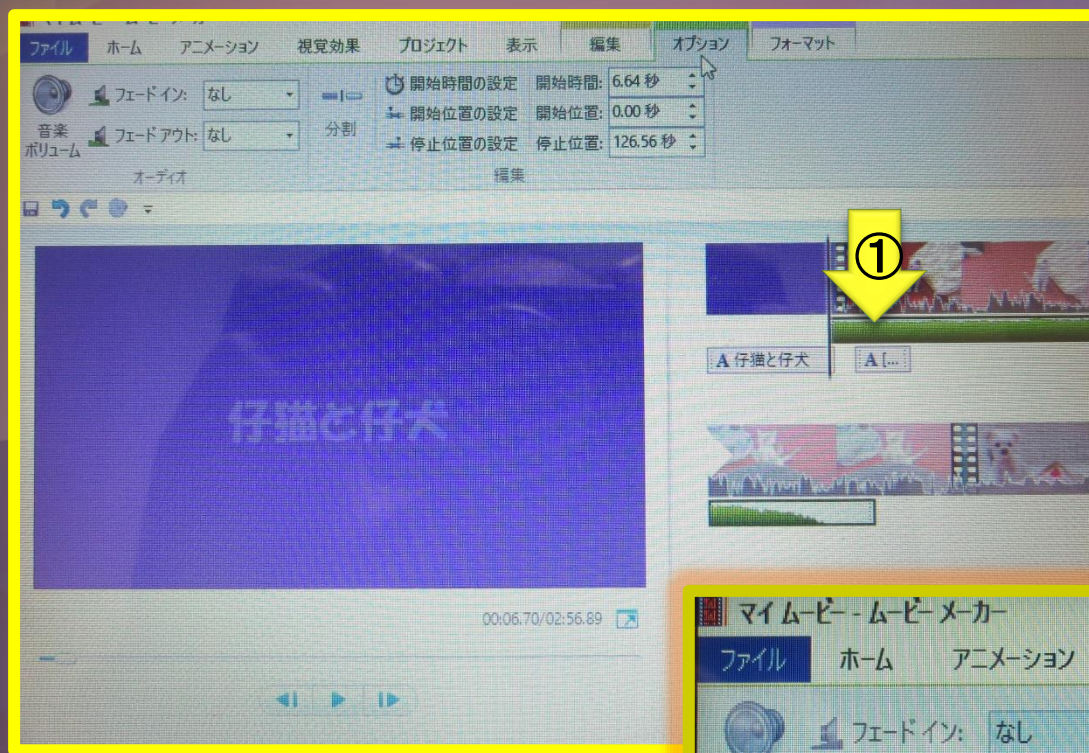 ファイル ホーム アニメーション 視覚効果 プロジェクト 表示 編集 オプション フォーマット
フェード イン: なし
フェード アウト: なし
音楽
ボリューム
オーディオ
分割
開始時間の設定 開始時間: 6.64 秒
開始位置の設定 開始位置: 0.00 秒
停止位置の設定 停止位置: 126.56 秒
編集
①
A 仔猫と仔犬
A [...
仔猫と仔犬
00:06.70/02:56.89
マイ ムービー - ムービー メーカー
ファイル ホーム アニメーション
フェード イン: なし